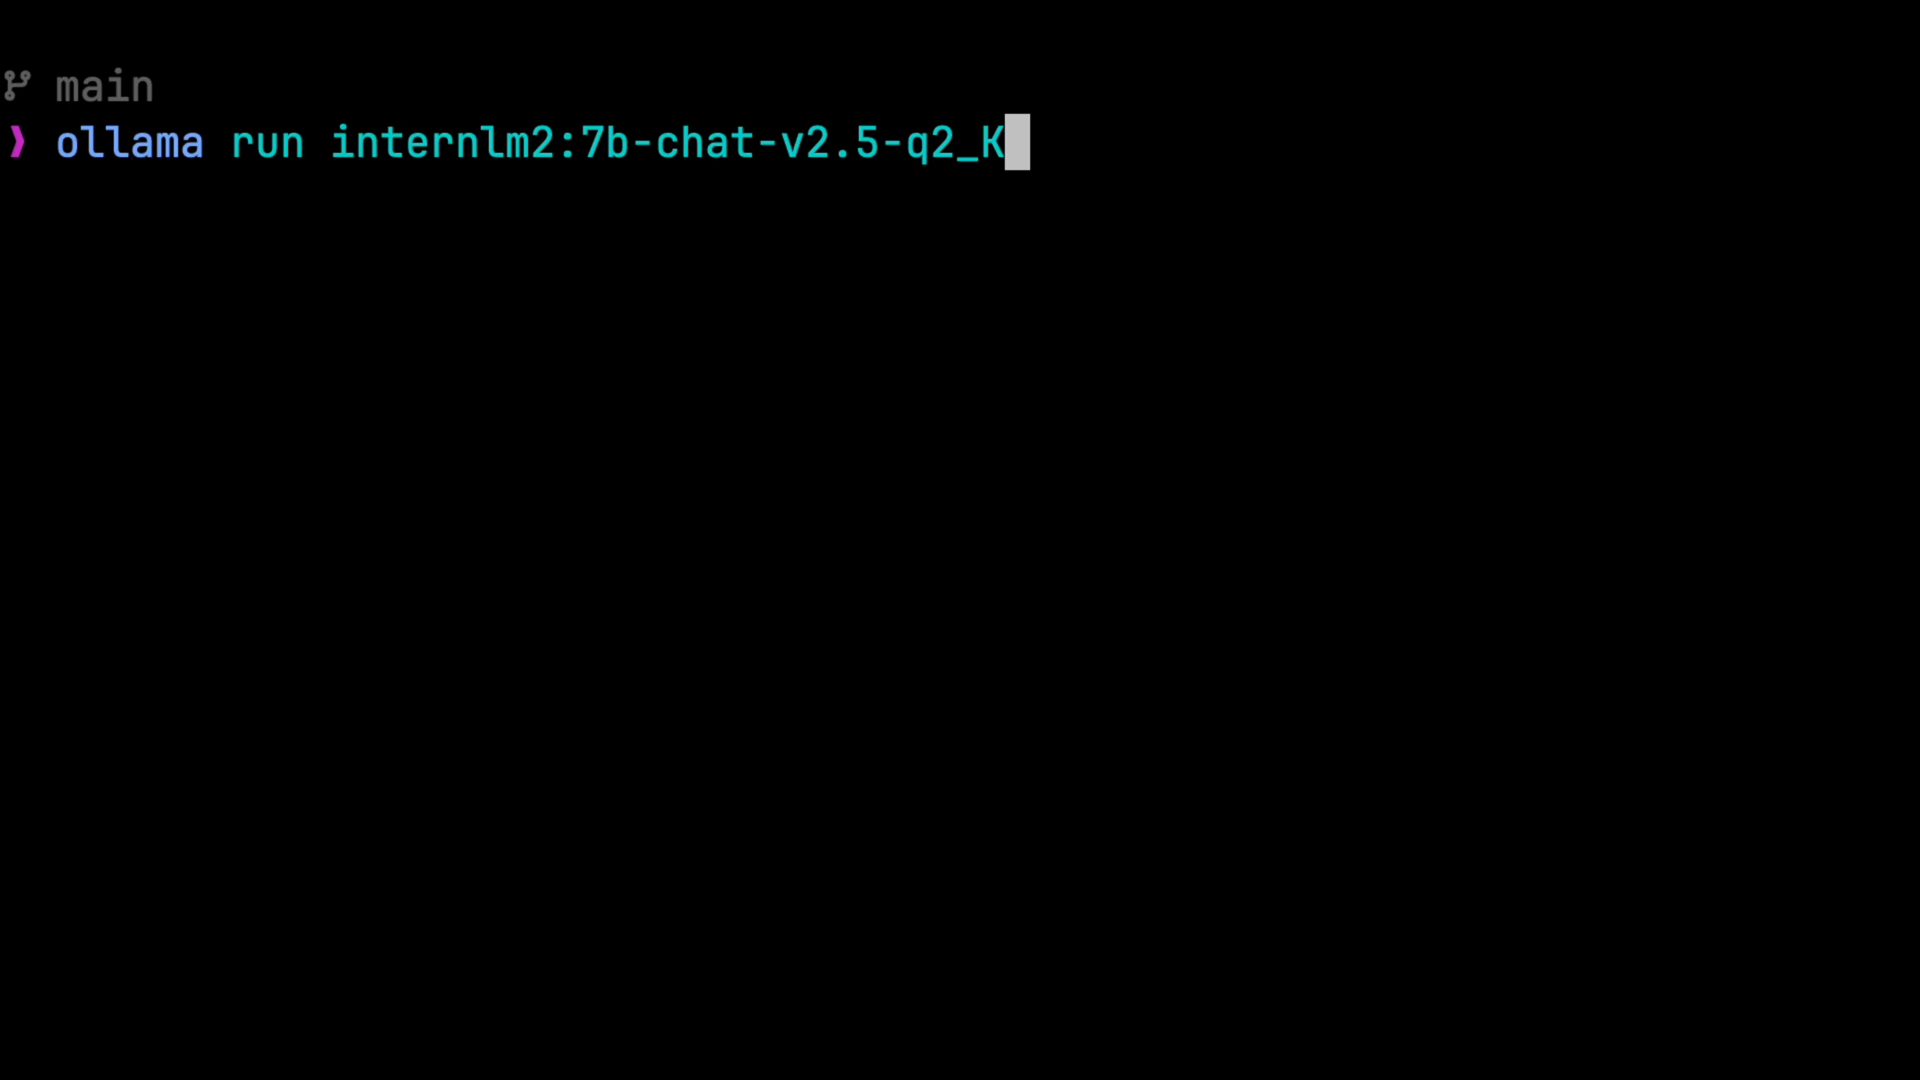 main
❯ ollama run internlm2:7b-chat-v2.5-q2_K